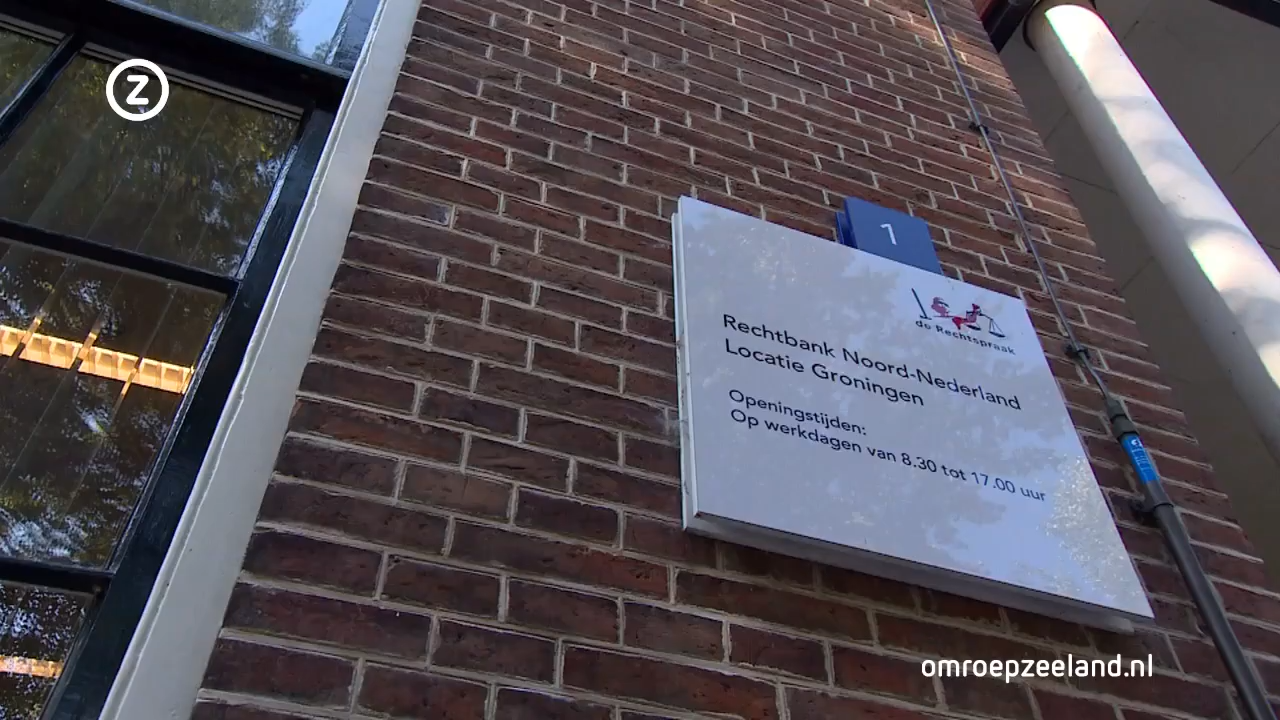 Z
1
de Rechtspraak
Rechtbank Noord-Nederland
Locatie Groningen
Openingstijden:
Op werkdagen van 8.30 tot 17.00 uur
omroepzeeland.nl